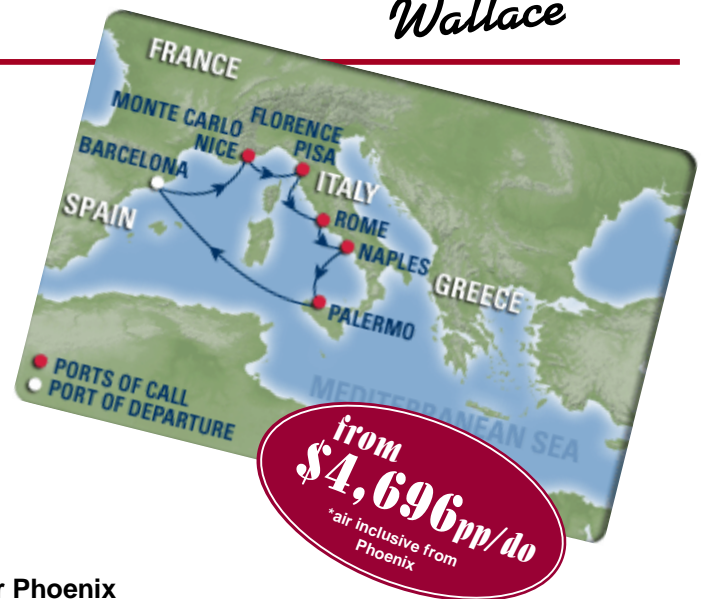 Wallace
FRANCE
MONTE CARLO
NICE
FLORENCE
PISA
BARCELONA
ITALY
SPAIN
ROME
NAPLES
GREECE
PALERMO
PORTS OF CALL
PORT OF DEPARTURE
MEDITERRANEAN SEA
from
$4,696pp/do
*air inclusive from
Phoenix
Phoenix